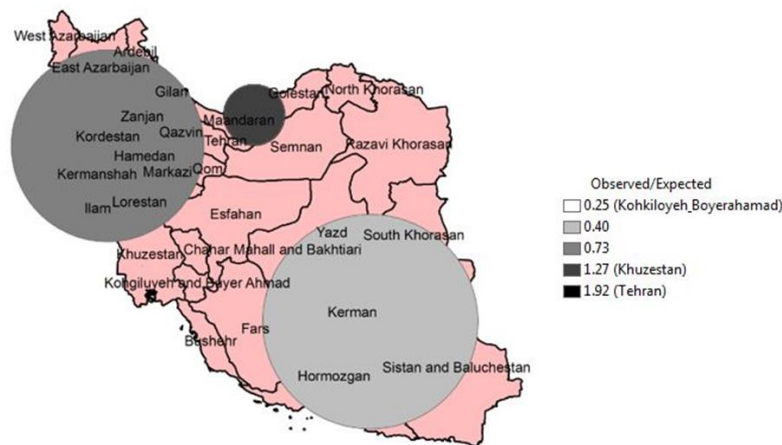 West Azarbaijan
Ardebil
East Azarbaijan
Gilan
Golestan
North Khorasan
Zanjan
Maandaran
Kordestan
Qazvin
Tehran
Semnan
Razavi Khorasan
Hamedan
Kermanshah
Markazi
Qom
Ilam
Lorestan
Esfahan
Yazd
South Khorasan
Khuzestan
Chahar Mahall and Bakhtiari
Kohgiluyeh and Buyer Ahmad
Kerman
Fars
Bushehr
Hormozgan
Sistan and Baluchestan
Observed/Expected
0.25 (Kohkiloyeh_Boyerahamad)
0.40
0.73
1.27 (Khuzestan)
1.92 (Tehran)